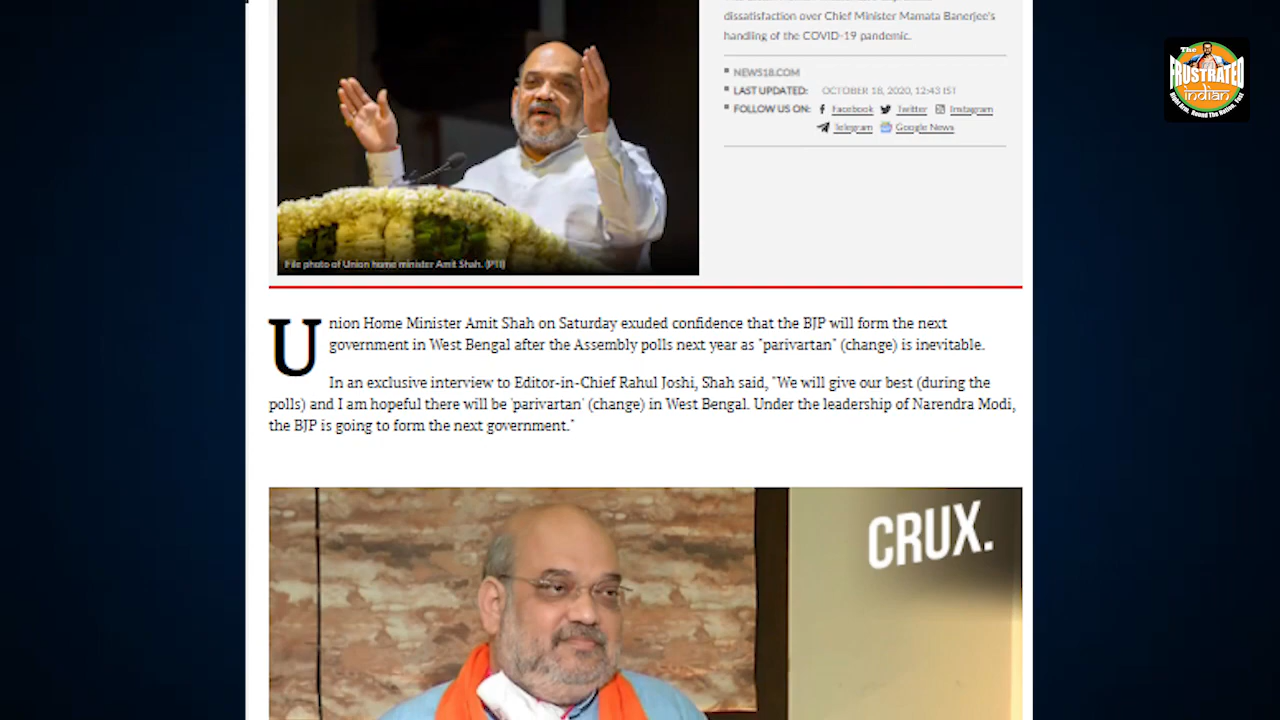 dissatisfaction over Chief Minister Mamata Banerjee's
handling of the COVID-19 pandemic.
NEWS18.COM
LAST UPDATED: OCTOBER 18, 2020, 12:43 IST
FOLLOW US ON: Facebook Twitter Instagram
Telegram Google News
File photo of Union home minister Amit Shah. (PTI)
Union Home Minister Amit Shah on Saturday exuded confidence that the BJP will form the next
government in West Bengal after the Assembly polls next year as "parivartan" (change) is inevitable.
In an exclusive interview to Editor-in-Chief Rahul Joshi, Shah said, "We will give our best (during the
polls) and I am hopeful there will be 'parivartan' (change) in West Bengal. Under the leadership of Narendra Modi,
the BJP is going to form the next government."
CRUX.
The
FRUSTRATED
indian